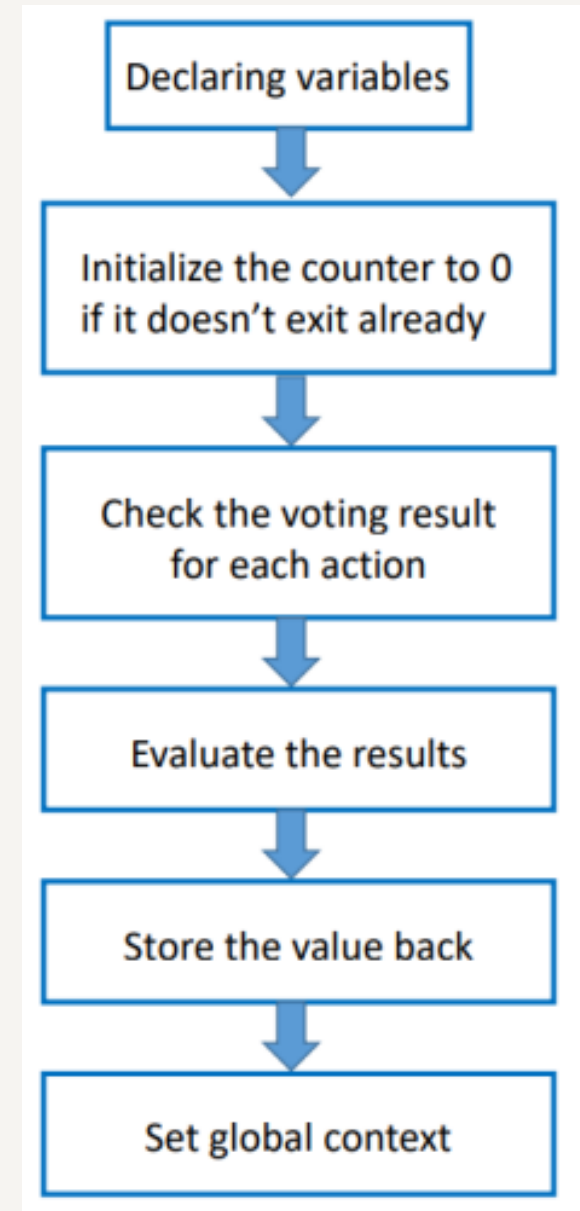 Declaring variables
Initialize the counter to 0
if it doesn’t exit already
Check the voting result
for each action
Evaluate the results
Store the value back
Set global context